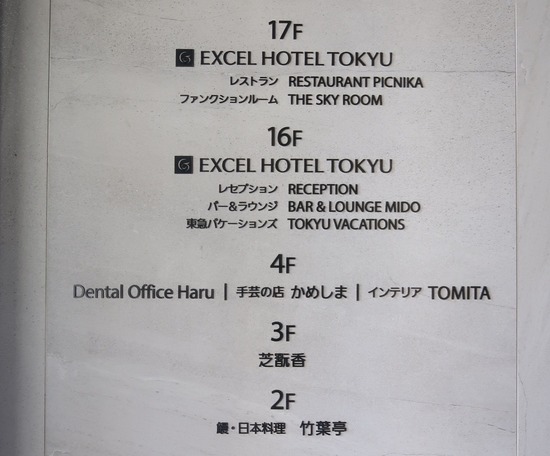 17F
EXCEL HOTEL TOKYU
レストラン RESTAURANT PICNIKA
ファンクションルーム THE SKY ROOM
16F
EXCEL HOTEL TOKYU
レセプション RECEPTION
バー&ラウンジ BAR & LOUNGE MIDO
東急バケーションズ TOKYU VACATIONS
4F
Dental Office Haru | 手芸の店 かめしま | インテリア TOMITA
3F
芝翫香
2F
鰻・日本料理 竹葉亭